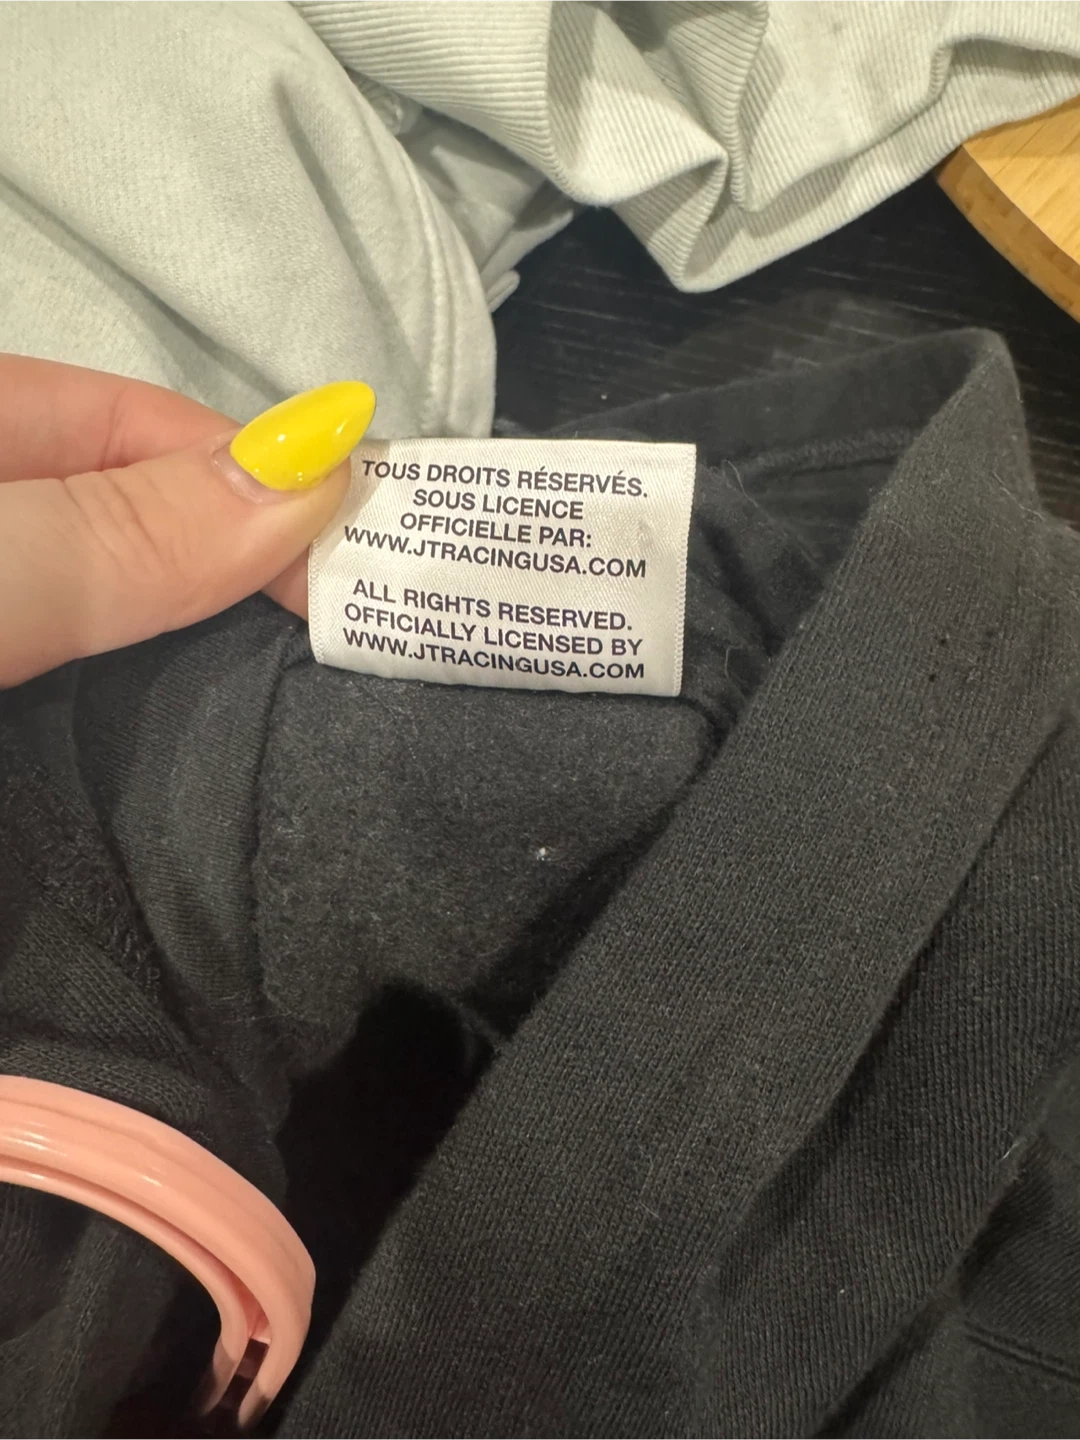 TOUS DROITS RÉSERVÉS.
SOUS LICENCE
OFFICIELLE PAR:
WWW.JTRACINGUSA.COM
ALL RIGHTS RESERVED.
OFFICIALLY LICENSED BY
WWW.JTRACINGUSA.COM